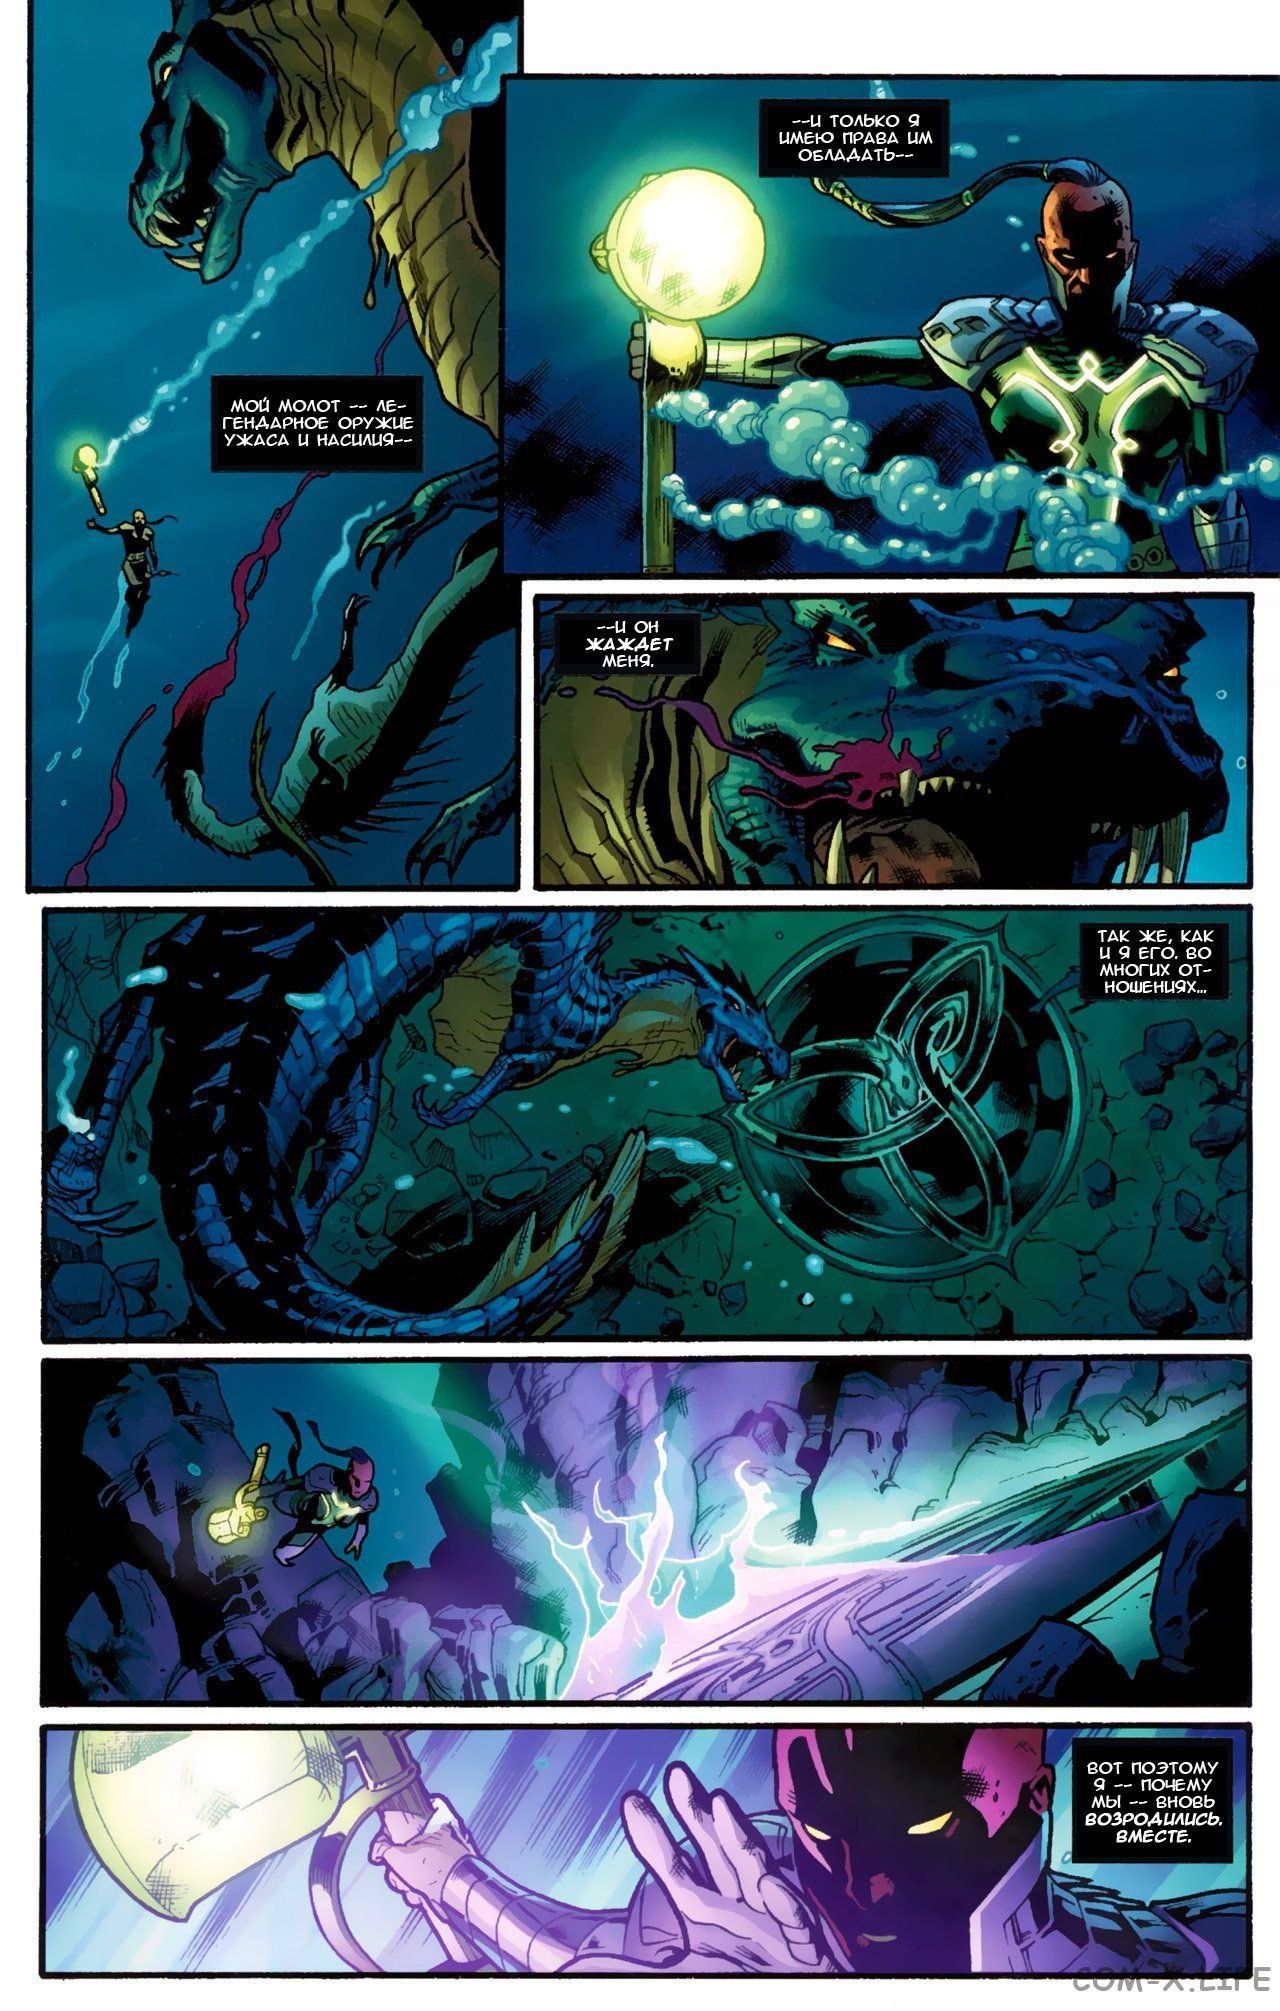 МОЙ МОЛОТ -- ЛЕ-
ГЕНДАРНОЕ ОРУЖИЕ
УЖАСА И НАСИЛИЯ--
--И ТОЛЬКО Я
ИМЕЮ ПРАВА ИМ
ОБЛАДАТЬ--
--И ОН
ЖАЖДЕТ
МЕНЯ.
ТАК ЖЕ, КАК
И Я ЕГО. ВО
МНОГИХ ОТ-
НОШЕНИЯХ...
ВОТ ПОЭТОМУ
Я -- ПОЧЕМУ
МЫ -- ВНОВЬ
ВОЗРОДИЛИСЬ.
ВМЕСТЕ.
COM-X.LIFE